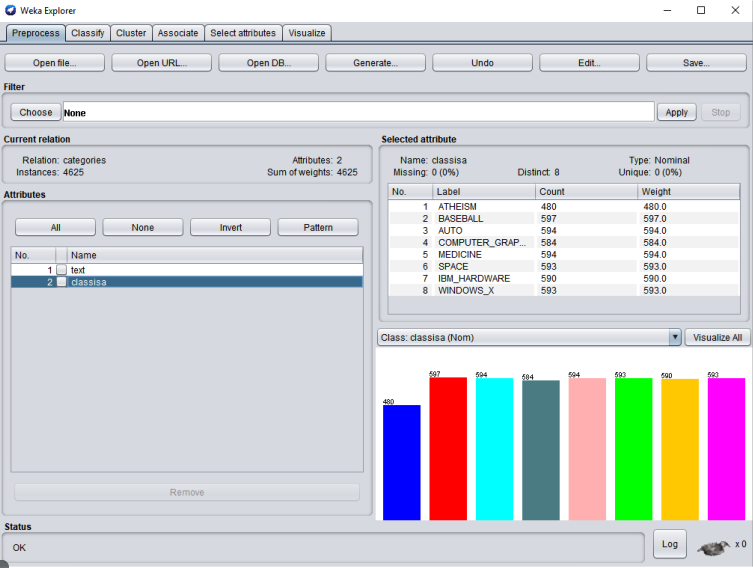 Weka Explorer
Preprocess Classify Cluster Associate Select attributes Visualize
Open file... Open URL... Open DB... Generate... Undo Edit... Save...
Filter
Choose None Apply Stop
Current relation
Relation: categories Attributes: 2
Instances: 4625 Sum of weights: 4625
Attributes
All None Invert Pattern
No. Name
1 text
2 classisa
Remove
Selected attribute
Name: classisa Type: Nominal
Missing: 0 (0%) Distinct: 8 Unique: 0 (0%)
No. Label Count Weight
1 ATHEISM 480 480.0
2 BASEBALL 597 597.0
3 AUTO 594 594.0
4 COMPUTER_GRAP... 584 584.0
5 MEDICINE 594 594.0
6 SPACE 593 593.0
7 IBM_HARDWARE 590 590.0
8 WINDOWS_X 593 593.0
Class: classisa (Nom) Visualize All
480 597 594 584 594 593 590 593
Status
OK
Log x 0